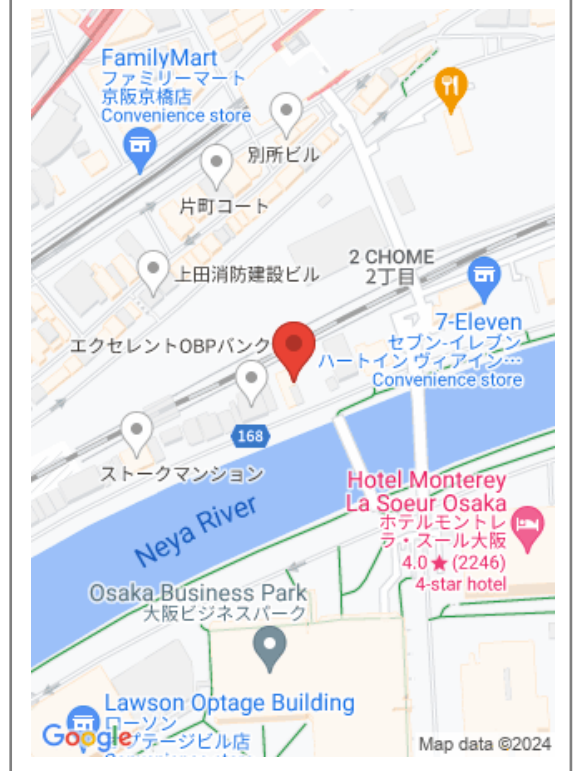 FamilyMart
ファミリーマート
京阪京橋店
Convenience store
別所ビル
片町コート
2 CHOME
2丁目
上田消防建設ビル
7-Eleven
セブン-イレブン
ハートイン ヴィアイン…
Convenience store
エクセレントOBPバンク
168
ストークマンション
Neya River
Hotel Monterey
La Soeur Osaka
ホテルモントレ
ラ・スール大阪
4.0★(2246)
4-star hotel
Osaka Business Park
大阪ビジネスパーク
Lawson Optage Building
ローソン
プテージビル店
Google
Map data ©2024